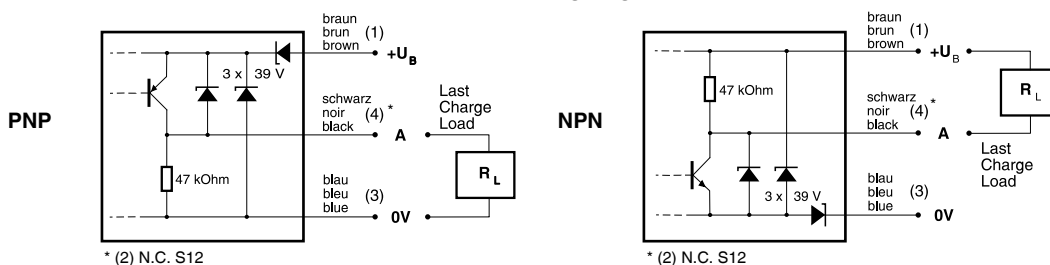 PNP
braun
brun
brown
(1)
+UB
3 x 39 V
schwarz
noir
black
(4)*
A
Last
Charge
Load
RL
47 kOhm
blau
bleu
blue
(3)
0V
* (2) N.C. S12
NPN
braun
brun
brown
(1)
+UB
47 kOhm
RL
schwarz
noir
black
(4)*
A
Last
Charge
Load
3 x 39 V
blau
bleu
blue
(3)
0V
* (2) N.C. S12